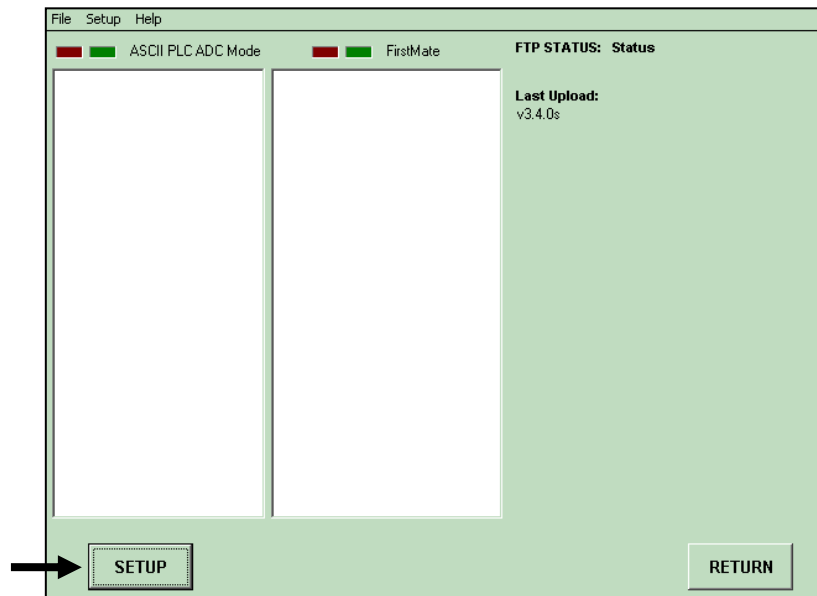 File Setup Help
ASCII PLC ADC Mode
FirstMate
FTP STATUS: Status
Last Upload:
v3.4.0s
SETUP
RETURN